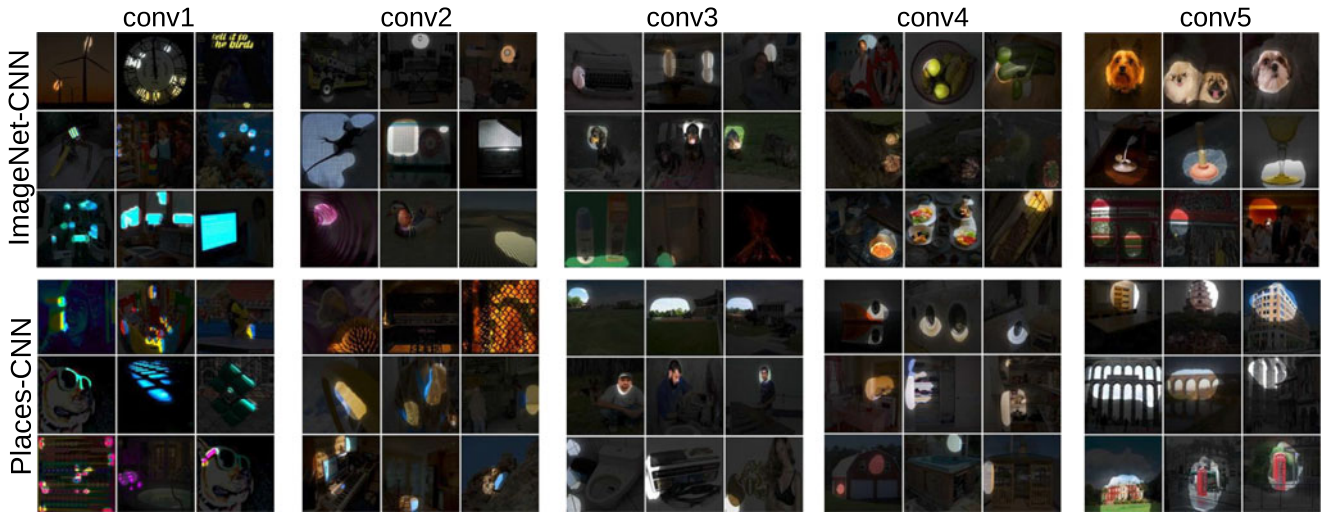 conv1 conv2 conv3 conv4 conv5
ImageNet-CNN
tell it to
the birds
Places-CNN